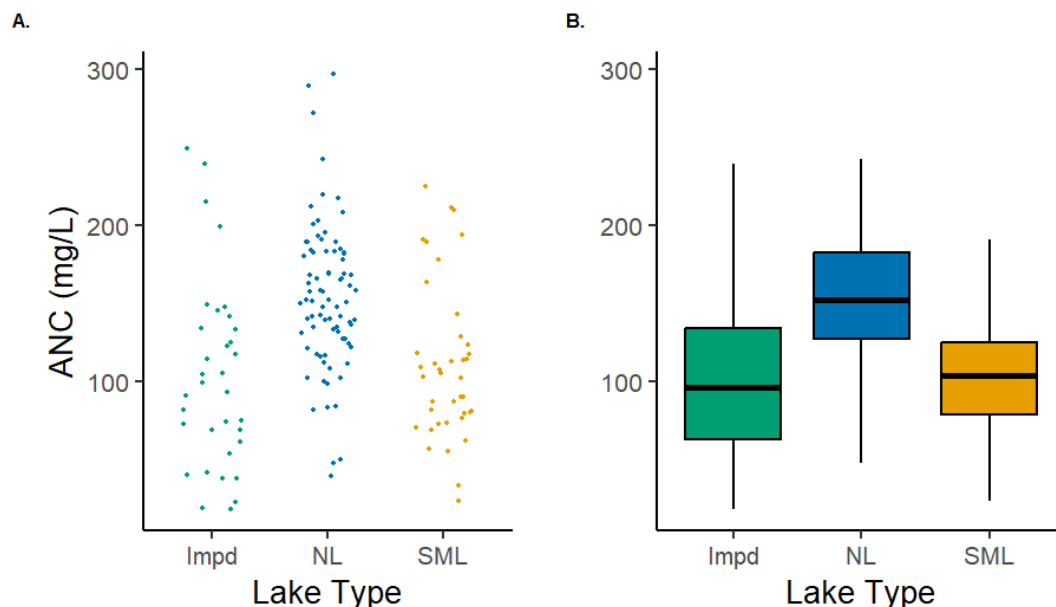 A.
B.
300
200
100
ANC (mg/L)
Impd NL SML
Lake Type
300
200
100
Impd NL SML
Lake Type